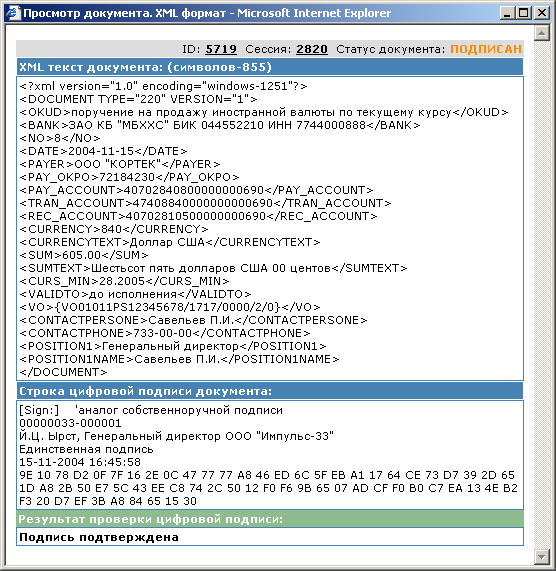 Просмотр документа. XML формат - Microsoft Internet Explorer
ID: 5719 Сессия: 2820 Статус документа: ПОДПИСАН
XML текст документа: (символов-855)
<?xml version="1.0" encoding="windows-1251"?>
<DOCUMENT TYPE="220" VERSION="1">
<OKUD>поручение на продажу иностранной валюты по текущему курсу</OKUD>
<BANK>ЗАО КБ "МБХХС" БИК 044552210 ИНН 7744000888</BANK>
<NO>8</NO>
<DATE>2004-11-15</DATE>
<PAYER>ООО "КОРТЕК"</PAYER>
<PAY_OKPO>72184230</PAY_OKPO>
<PAY_ACCOUNT>40702840800000000690</PAY_ACCOUNT>
<TRAN_ACCOUNT>47408840000000000690</TRAN_ACCOUNT>
<REC_ACCOUNT>40702810500000000690</REC_ACCOUNT>
<CURRENCY>840</CURRENCY>
<CURRENCYTEXT>Доллар США</CURRENCYTEXT>
<SUM>605.00</SUM>
<SUMTEXT>Шестьсот пять долларов США 00 центов</SUMTEXT>
<CURS_MIN>28.2005</CURS_MIN>
<VALIDTO>до исполнения</VALIDTO>
<VO>{VO01011PS12345678/1717/0000/2/0}</VO>
<CONTACTPERSONE>Савельев П.И.</CONTACTPERSONE>
<CONTACTPHONE>733-00-00</CONTACTPHONE>
<POSITION1>Генеральный директор</POSITION1>
<POSITION1NAME>Савельев П.И.</POSITION1NAME>
</DOCUMENT>
Строка цифровой подписи документа:
[Sign:] 'аналог собственноручной подписи
00000033-000001
Й.Ц. Ырст, Генеральный директор ООО "Импульс-33"
Единственная подпись
15-11-2004 16:45:58
9E 10 78 D2 0F 7F 16 2E 0C 47 77 77 A8 46 ED 6C 5F EB A1 17 64 CE 73 D7 39 2D 65
1D A8 2B 50 E7 5C 43 EE C8 74 2C 50 12 F0 F6 9B 65 07 AD CF F0 B0 C7 EA 13 4E B2
F3 20 D7 EF 3B A8 84 65 15 30
Результат проверки цифровой подписи:
Подпись подтверждена